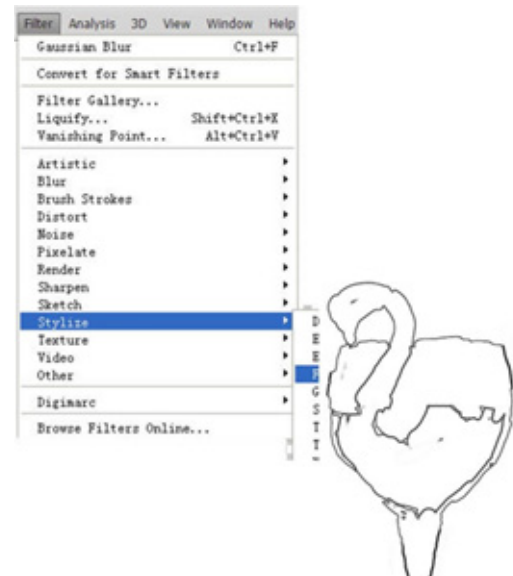 Filter Analysis 3D View Window Help
Gaussian Blur Ctrl+F
Convert for Smart Filters
Filter Gallery...
Liquify... Shift+Ctrl+X
Vanishing Point... Alt+Ctrl+V
Artistic
Blur
Brush Strokes
Distort
Noise
Pixelate
Render
Sharpen
Sketch
Stylize
Texture
Video
Other
Digimarc
Browse Filters Online...
D
E
E
F
G
S
T
T